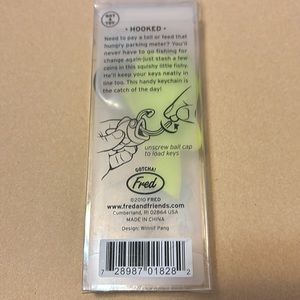 NOT A TOY
• HOOKED •
Need to pay a toll or feed that
hungry parking meter? You'll
never have to go fishing for
change again–just stash a few
coins in this squishy little fishy.
He'll keep your keys neatly in
line too. This handy keychain is
the catch of the day!
unscrew bait cap
to load keys
GOTCHA!
Fred
©2010 FRED
www.fredandfriends.com
Cumberland, RI 02864 USA
MADE IN CHINA
Design: Winnif Pang
7 28987 01828 2